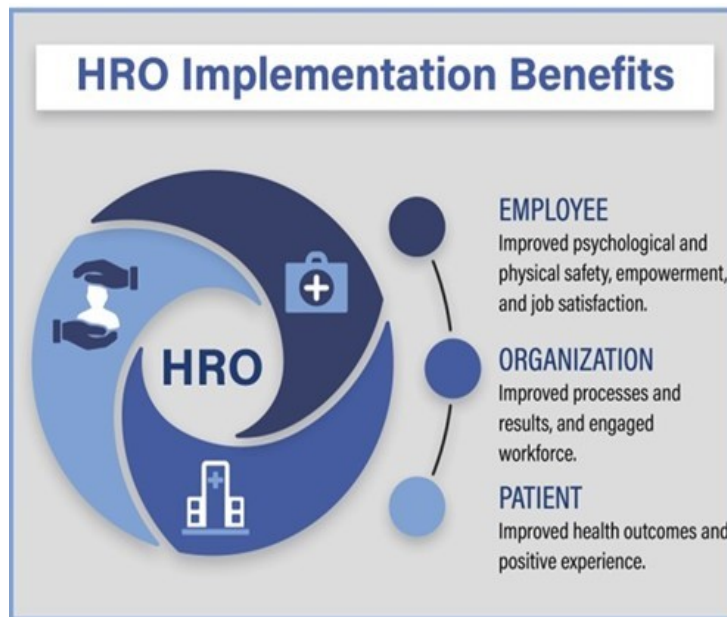 HRO Implementation Benefits
HRO
EMPLOYEE
Improved psychological and
physical safety, empowerment,
and job satisfaction.
ORGANIZATION
Improved processes and
results, and engaged
workforce.
PATIENT
Improved health outcomes and
positive experience.